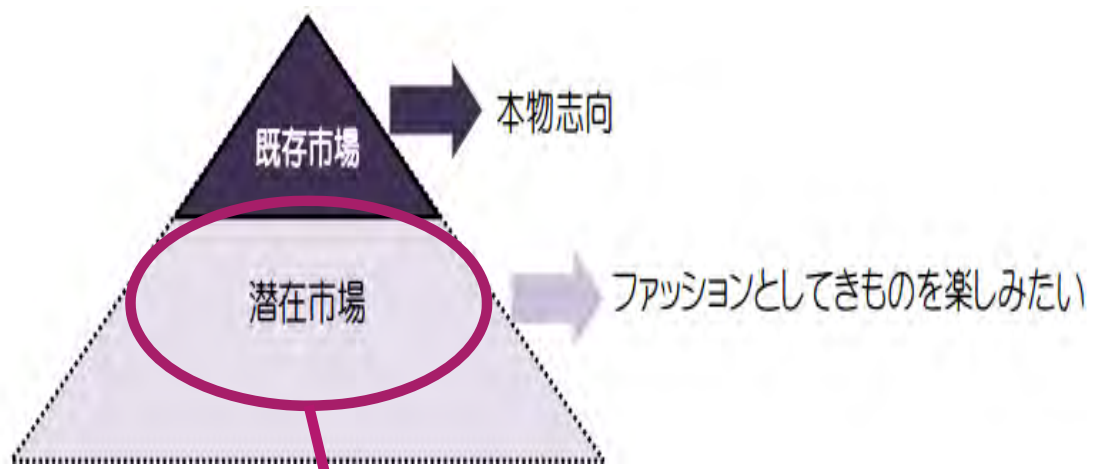 本物志向
既存市場
潜在市場
ファッションとしてきものを楽しみたい